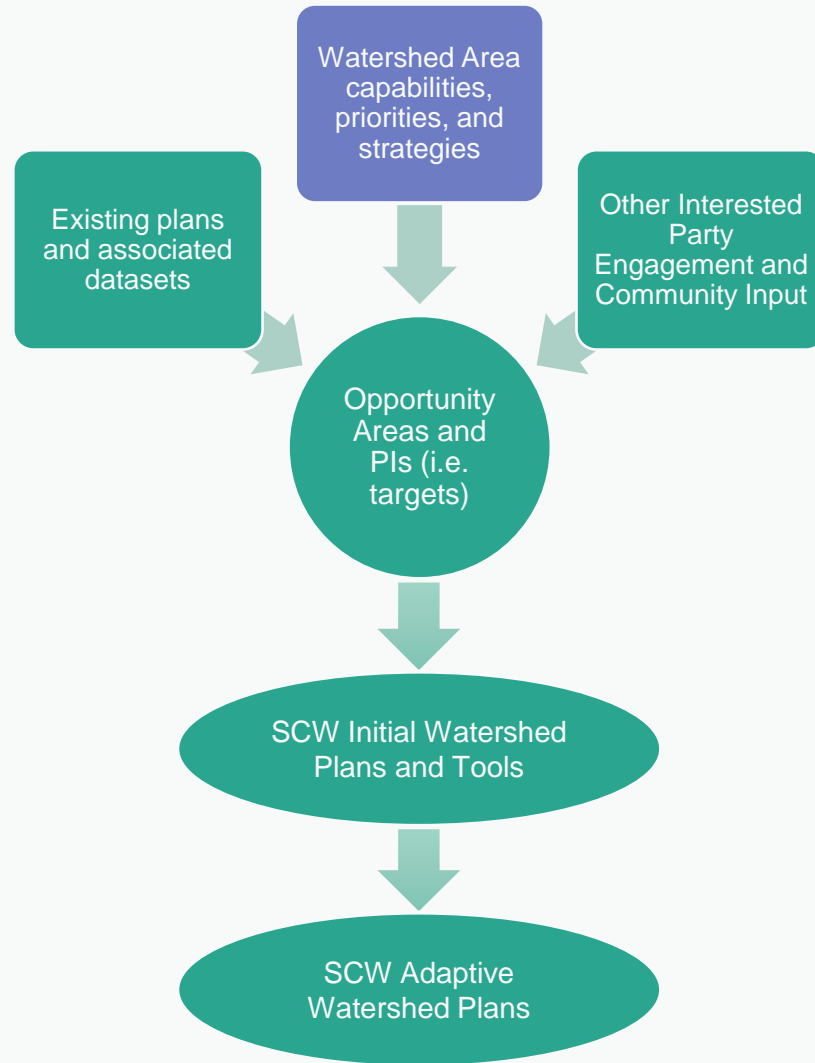 Watershed Area
capabilities,
priorities, and
strategies
Existing plans
and associated
datasets
Other Interested
Party
Engagement and
Community Input
Opportunity
Areas and
PIs (i.e.
targets)
SCW Initial Watershed
Plans and Tools
SCW Adaptive
Watershed Plans